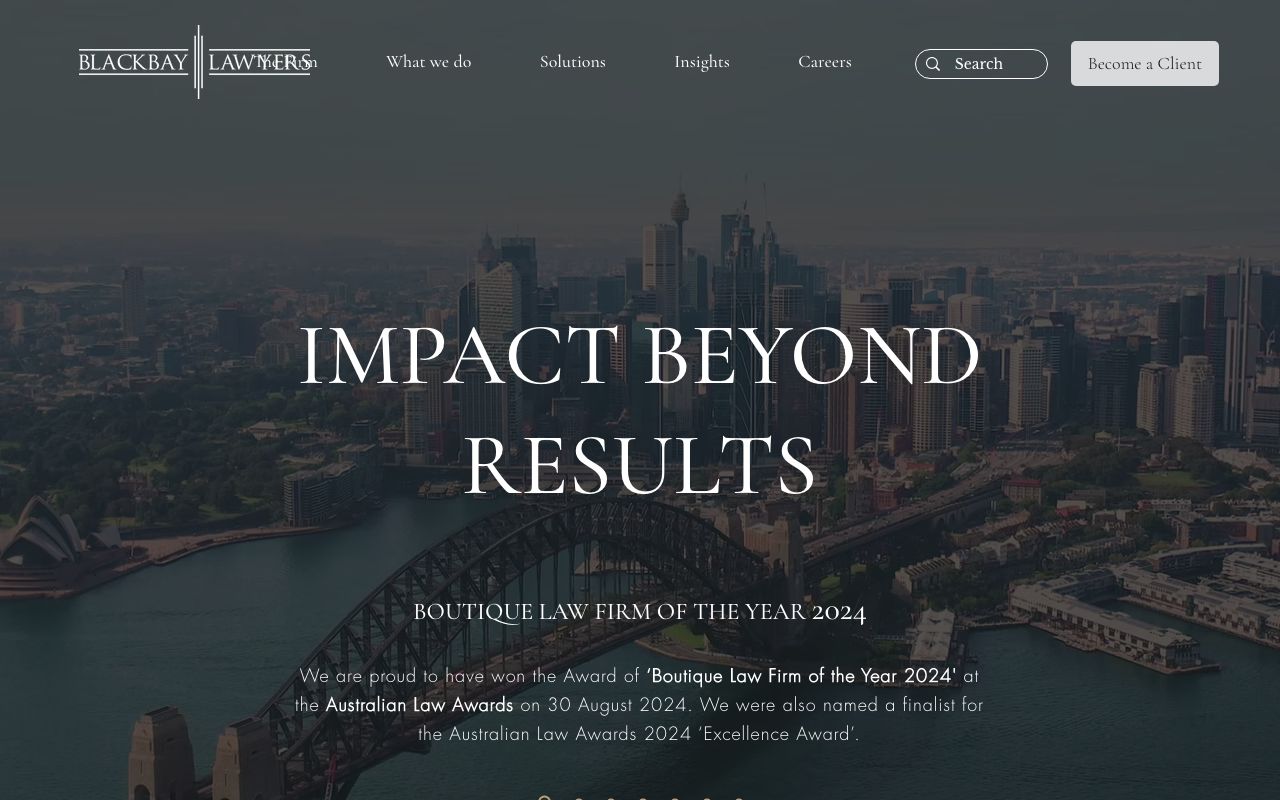 BLACKBAY LAWYERS
The Firm
What we do
Solutions
Insights
Careers
Search
Become a Client
IMPACT BEYOND
RESULTS
BOUTIQUE LAW FIRM OF THE YEAR 2024
We are proud to have won the Award of ‘Boutique Law Firm of the Year 2024' at
the Australian Law Awards on 30 August 2024. We were also named a finalist for
the Australian Law Awards 2024 ‘Excellence Award’.